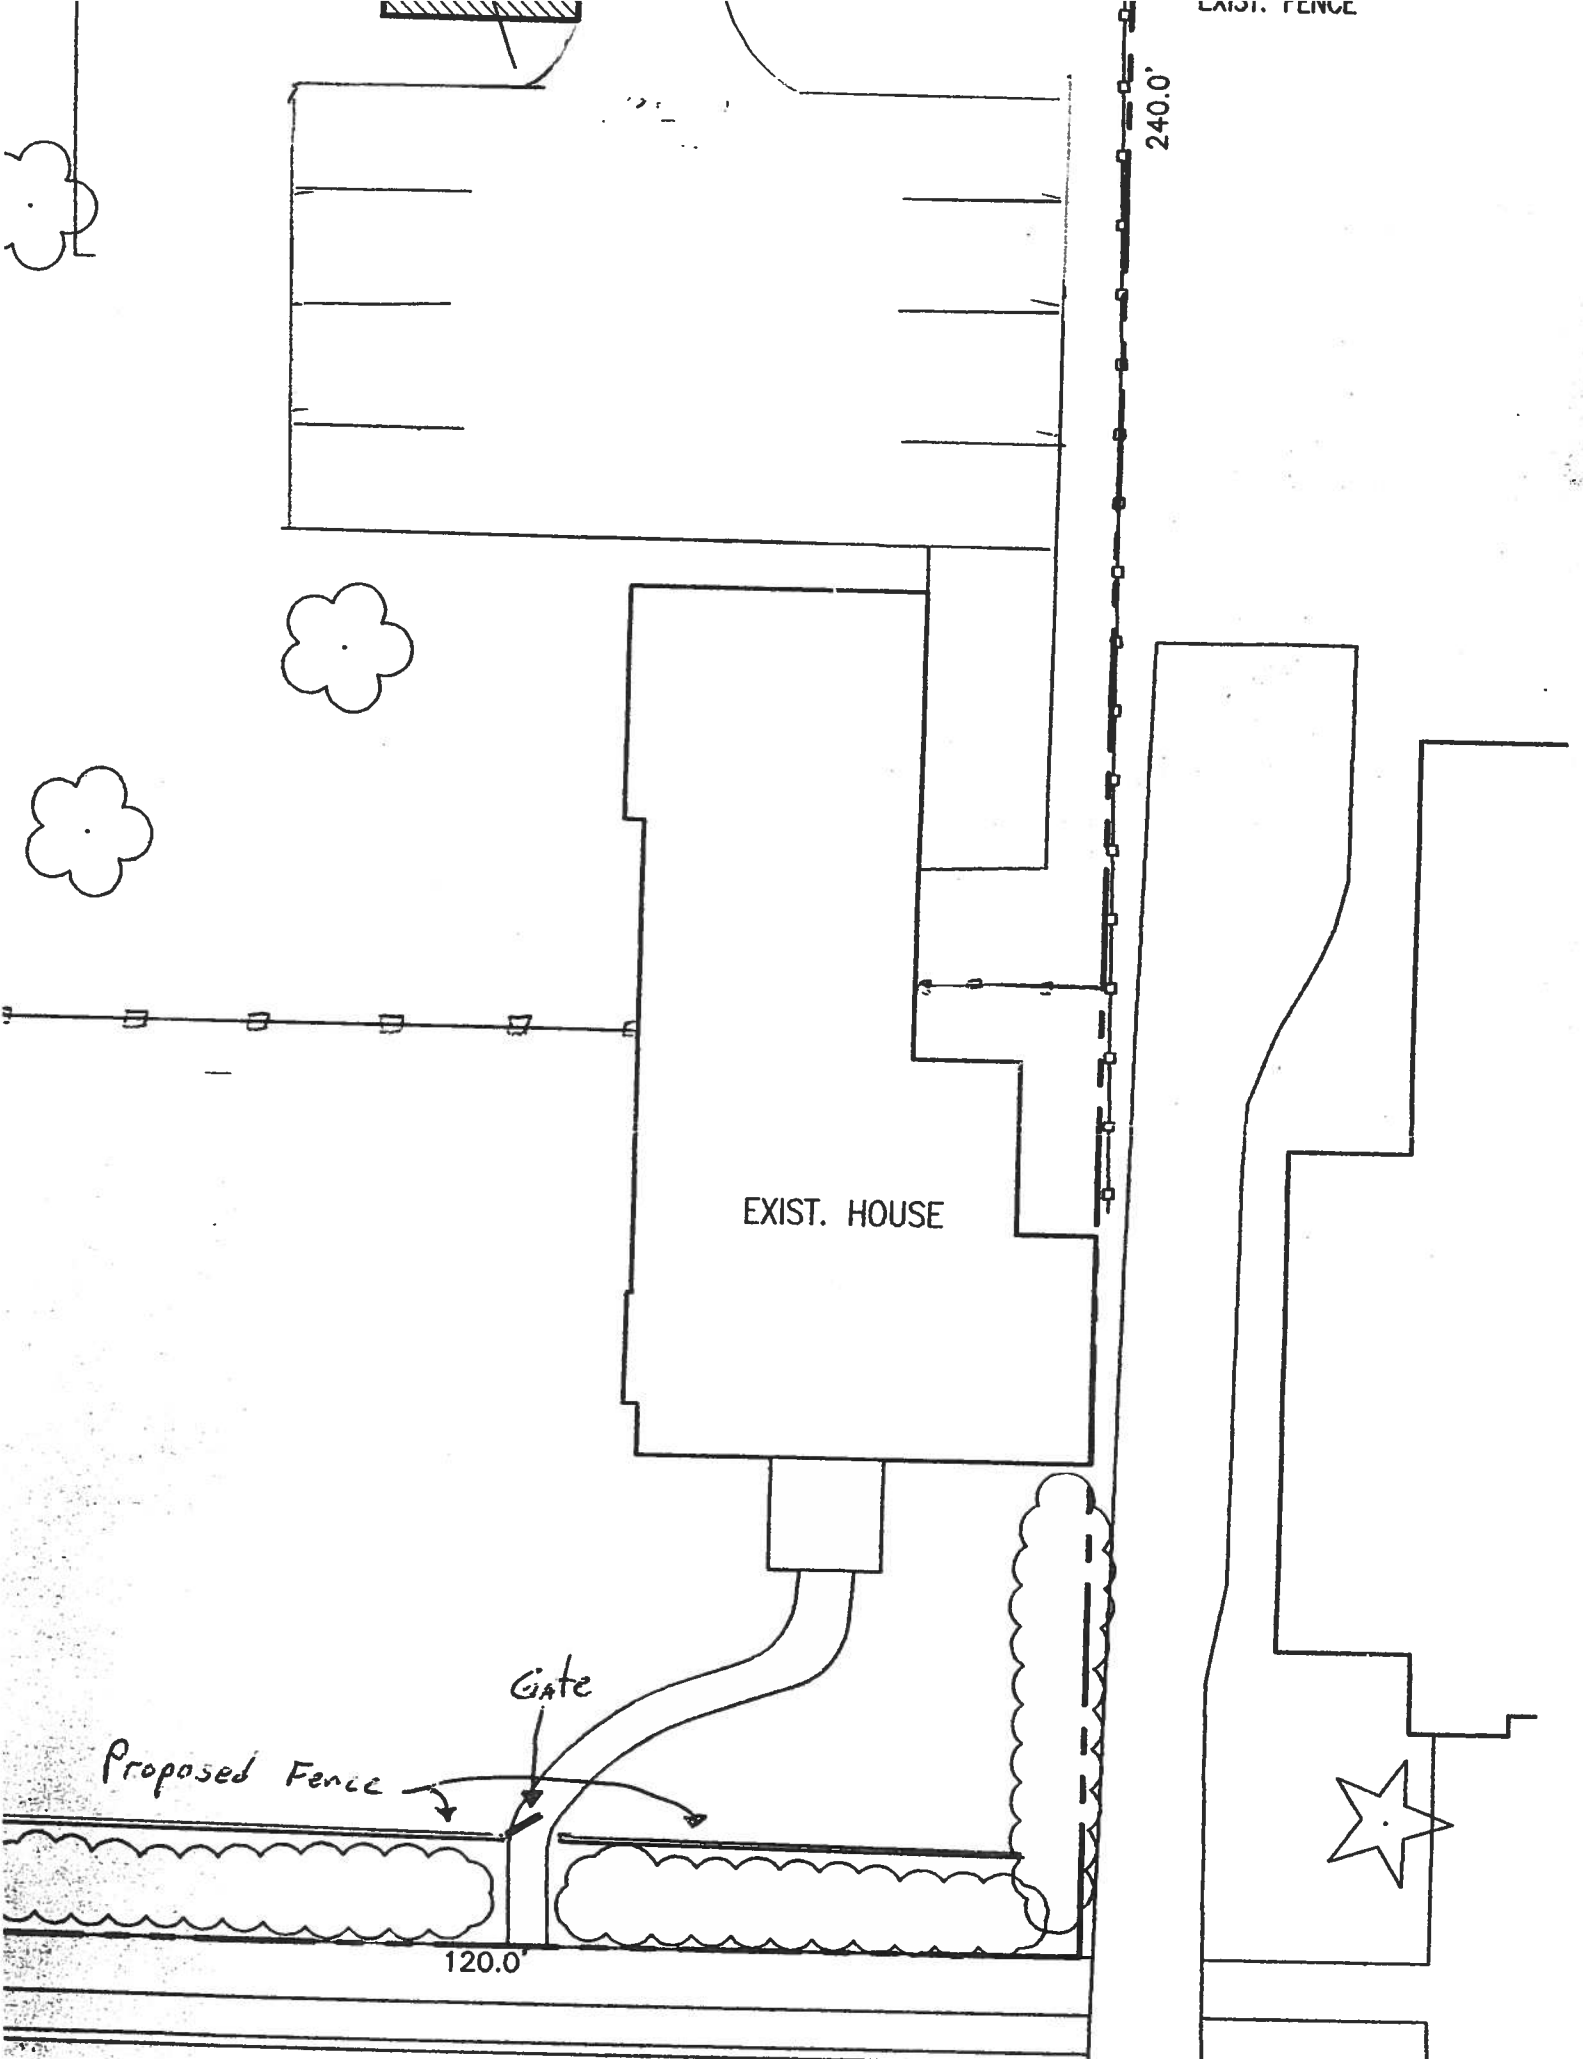 EXIST. FENCE
240.0'
EXIST. HOUSE
Gate
Proposed Fence
120.0'